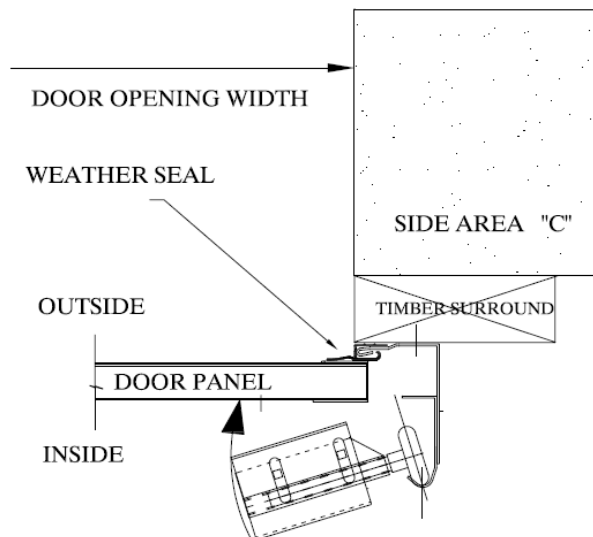 DOOR OPENING WIDTH
WEATHER SEAL
SIDE AREA "C"
OUTSIDE
TIMBER SURROUND
DOOR PANEL
INSIDE